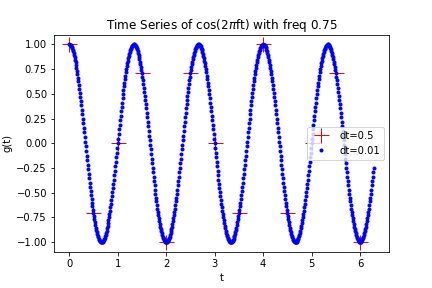 Time Series of cos(2πft) with freq 0.75
1.00
0.75
0.50
0.25
0.00
−0.25
−0.50
−0.75
−1.00
g(t)
dt=0.5
dt=0.01
0 1 2 3 4 5 6
t